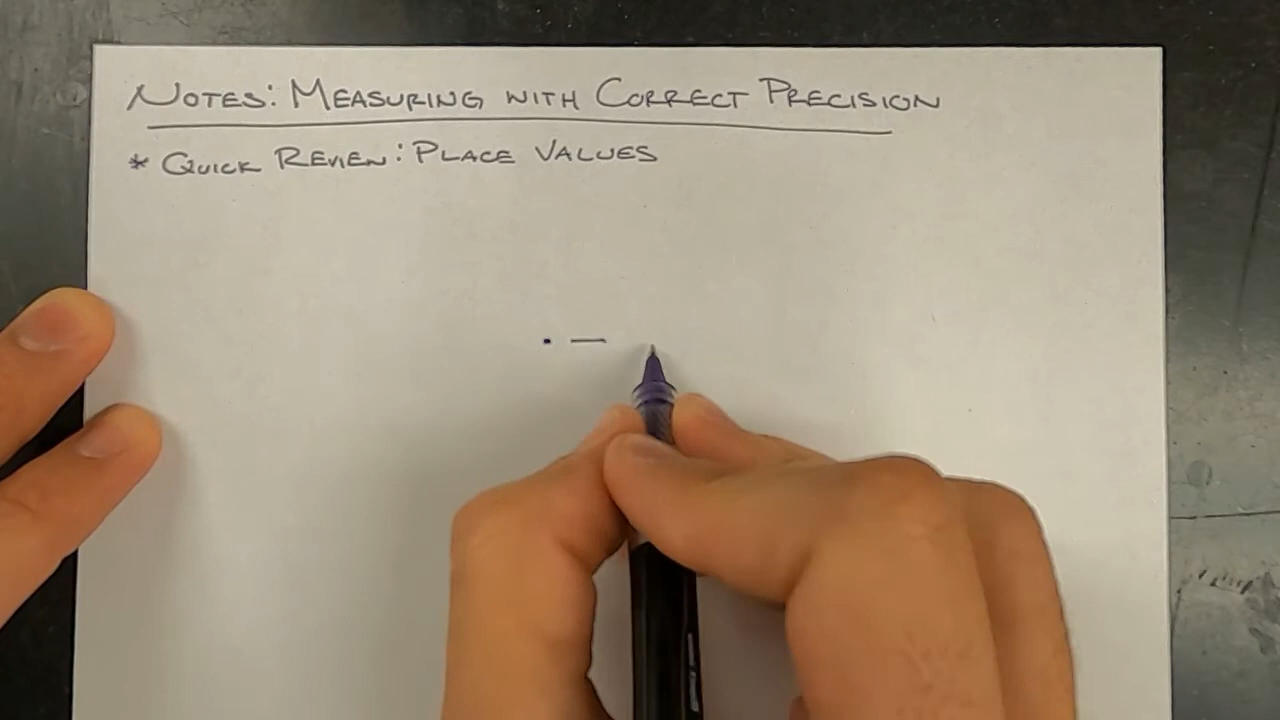 NOTES: MEASURING WITH CORRECT PRECISION
* QUICK REVIEW: PLACE VALUES
. —